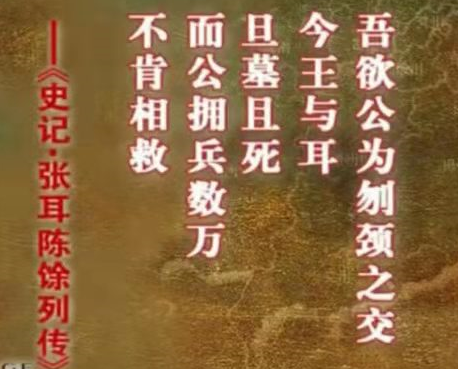 吾欲公为刎颈之交
今王与耳
旦墓且死
而公拥兵数万
不肯相救
——《史记·张耳陈馀列传》